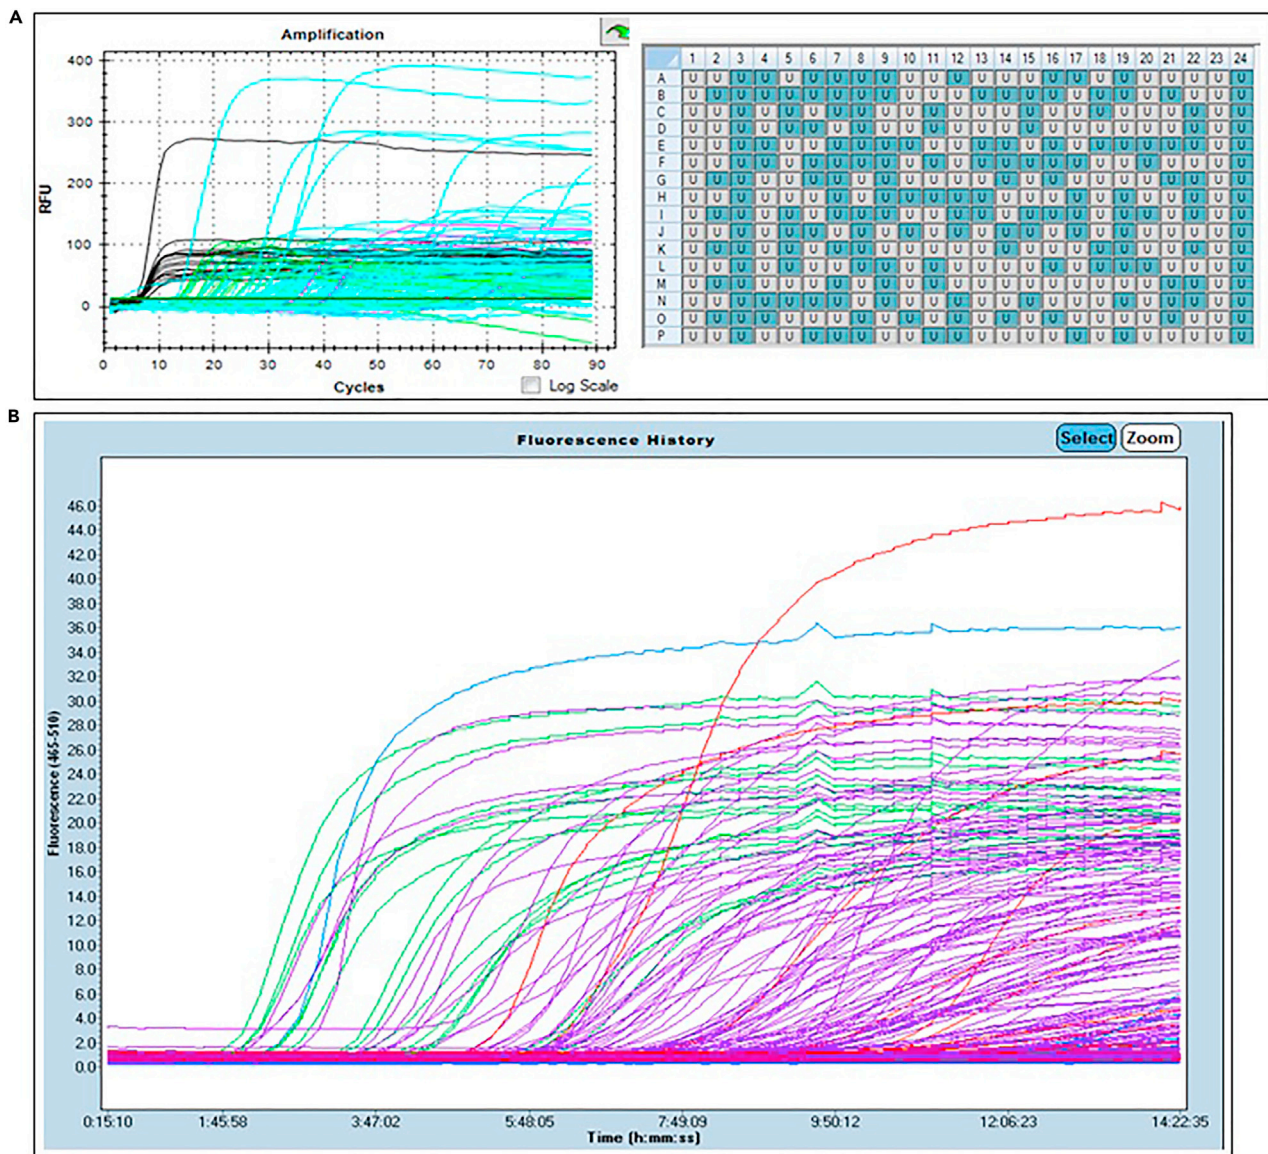 A
Amplification
400
300
200
100
0
RFU
0 10 20 30 40 50 60 70 80 90
Cycles
Log Scale
1 2 3 4 5 6 7 8 9 10 11 12 13 14 15 16 17 18 19 20 21 22 23 24
A U U U U U U U U U U U U U U U U U U U U U U U U
B U U U U U U U U U U U U U U U U U U U U U U U U
C U U U U U U U U U U U U U U U U U U U U U U U U
D U U U U U U U U U U U U U U U U U U U U U U U U
E U U U U U U U U U U U U U U U U U U U U U U U U
F U U U U U U U U U U U U U U U U U U U U U U U U
G U U U U U U U U U U U U U U U U U U U U U U U U
H U U U U U U U U U U U U U U U U U U U U U U U U
I U U U U U U U U U U U U U U U U U U U U U U U U
J U U U U U U U U U U U U U U U U U U U U U U U U
K U U U U U U U U U U U U U U U U U U U U U U U U
L U U U U U U U U U U U U U U U U U U U U U U U U
M U U U U U U U U U U U U U U U U U U U U U U U U
N U U U U U U U U U U U U U U U U U U U U U U U U
O U U U U U U U U U U U U U U U U U U U U U U U U
P U U U U U U U U U U U U U U U U U U U U U U U U
B
Fluorescence History
Select Zoom
46.0
44.0
42.0
40.0
38.0
36.0
34.0
32.0
30.0
28.0
26.0
24.0
22.0
20.0
18.0
16.0
14.0
12.0
10.0
8.0
6.0
4.0
2.0
0.0
Fluorescence (465-510)
0:15:10 1:45:58 3:47:02 5:48:05 7:49:09 9:50:12 12:06:23 14:22:35
Time (h:mm:ss)